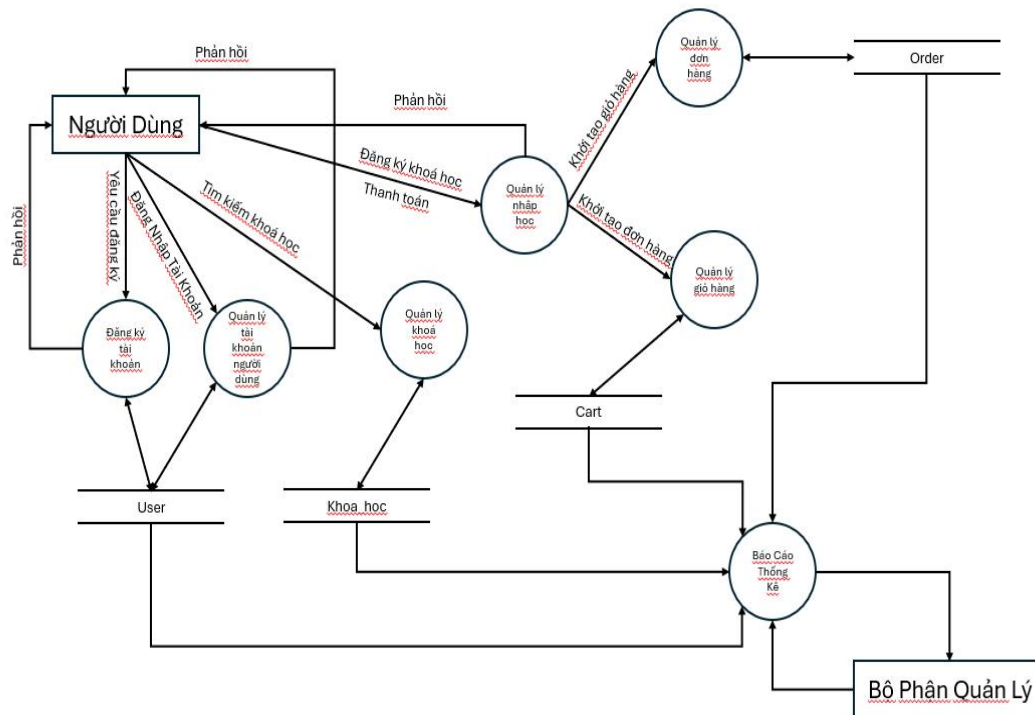 Phản hồi
Quản lý
đơn
hàng
Order
Người Dùng
Phản hồi
Khởi tạo giỏ hàng
Đăng ký khoá học
Thanh toán
Quản lý
nhập
học
Phản hồi
Yêu cầu đăng ký
Đăng Nhập Tài Khoản
Tìm kiếm khoá học
Khởi tạo đơn hàng
Quản lý
giỏ hàng
Đăng ký
tài
khoản
Quản lý
tài
khoản
người
dùng
Quản lý
khoá
học
Cart
User
Khoa_hoc
Báo Cáo
Thống
Kê
Bộ Phận Quản Lý